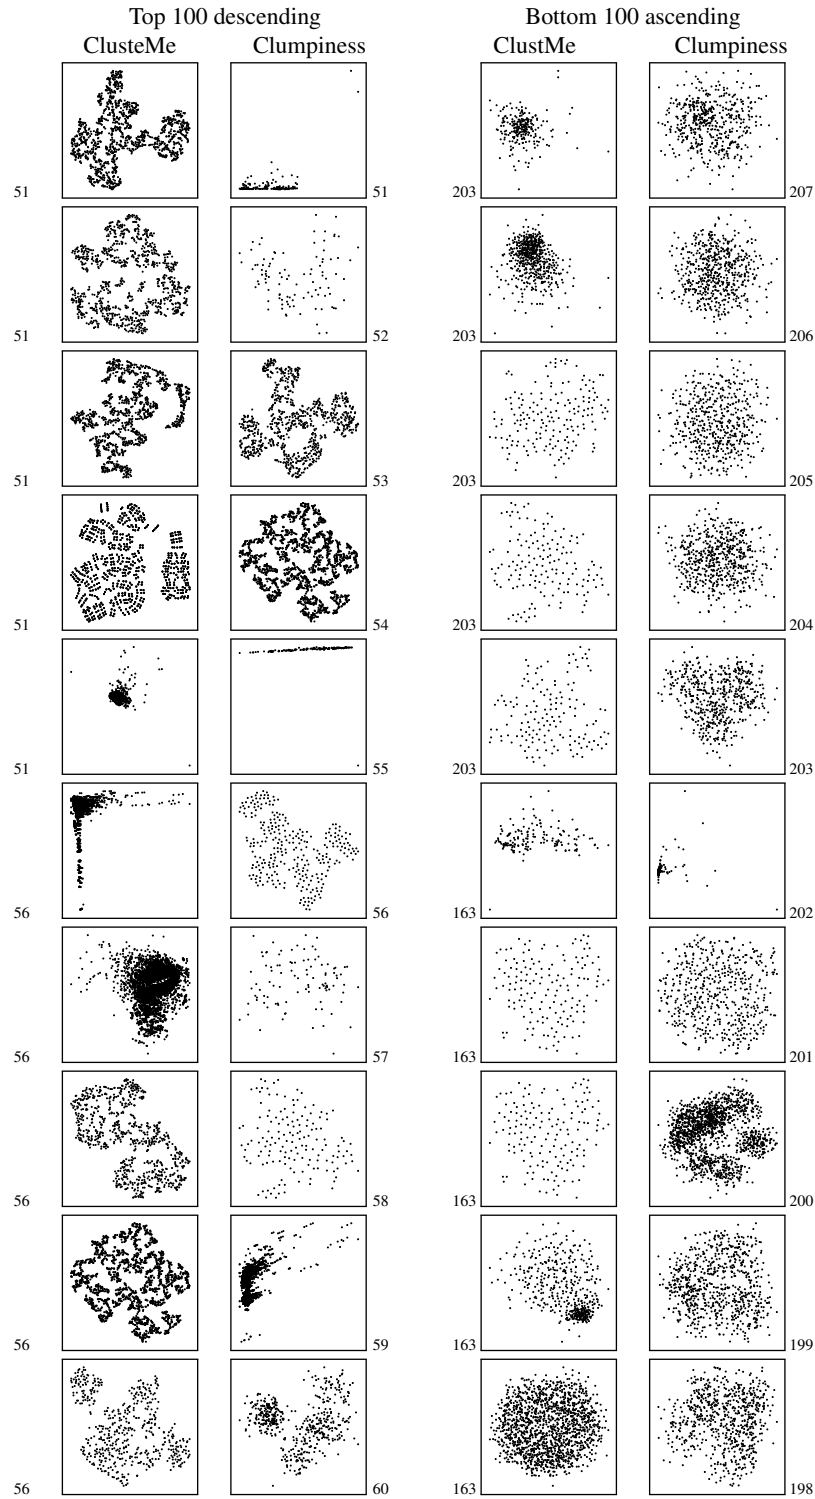 Top 100 descending Bottom 100 ascending
ClusteMe Clumpiness ClustMe Clumpiness
51 51 203 207
51 52 203 206
51 53 203 205
51 54 203 204
51 55 203 203
56 56 163 202
56 57 163 201
56 58 163 200
56 59 163 199
56 60 163 198